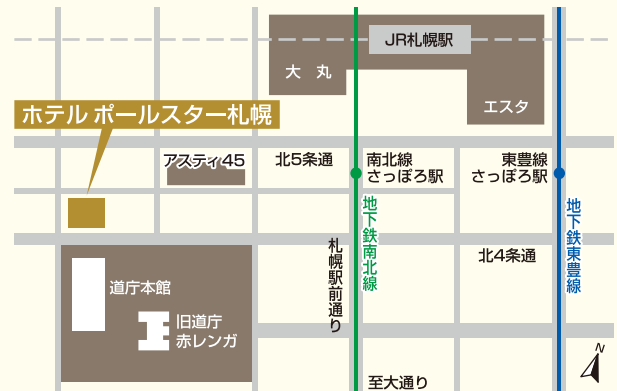 JR札幌駅
大 丸
エスタ
ホテル ポールスター札幌
アスティ45
北5条通
南北線
さっぽろ駅
東豊線
さっぽろ駅
地下鉄南北線
地下鉄東豊線
札幌駅前通り
北4条通
道庁本館
旧道庁
赤レンガ
至大通り
N